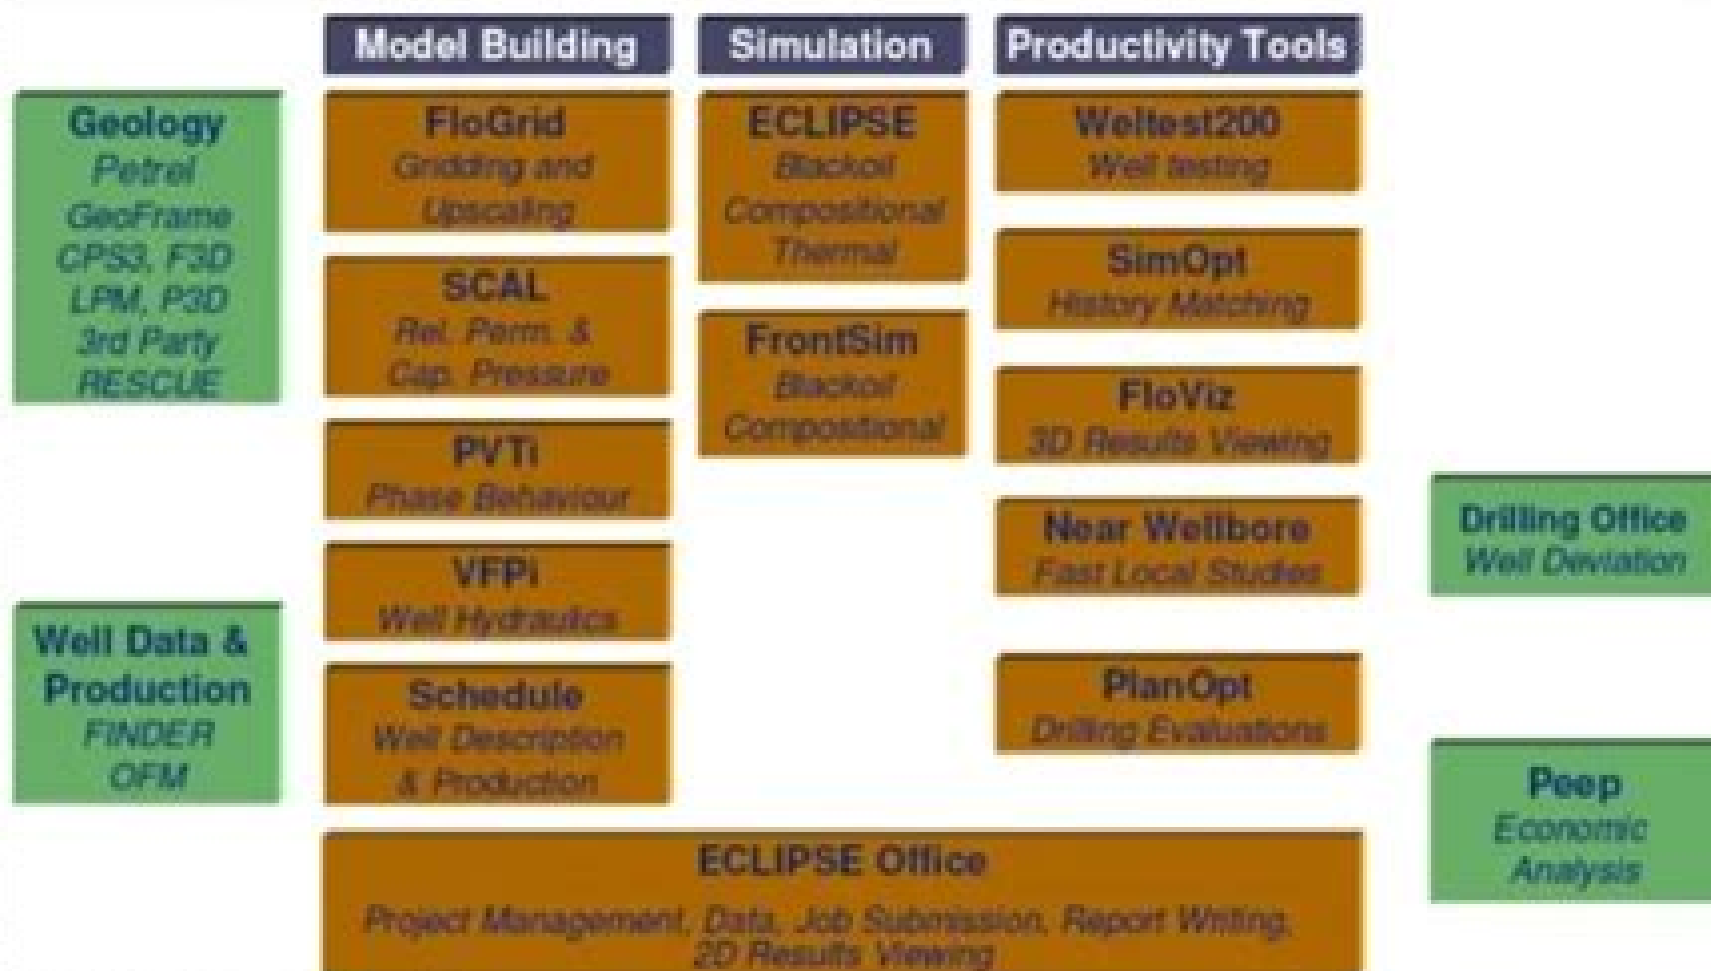 Model Building
Simulation
Productivity Tools
Geology
Petrel
GeoFrame
CPS3, F3D
LPM, P3D
3rd Party
RESCUE
Well Data &
Production
FINDER
OFM
FloGrid
Gridding and
Upscaling
SCAL
Rel. Perm. &
Cap. Pressure
PVTi
Phase Behaviour
VFPi
Well Hydraulics
Schedule
Well Description
& Production
ECLIPSE
Blackoil
Compositional
Thermal
FrontSim
Blackoil
Compositional
Weltest200
Well testing
SimOpt
History Matching
FloViz
3D Results Viewing
Near Wellbore
Fast Local Studies
PlanOpt
Drilling Evaluations
Drilling Office
Well Deviation
Peep
Economic
Analysis
ECLIPSE Office
Project Management, Data, Job Submission, Report Writing,
2D Results Viewing